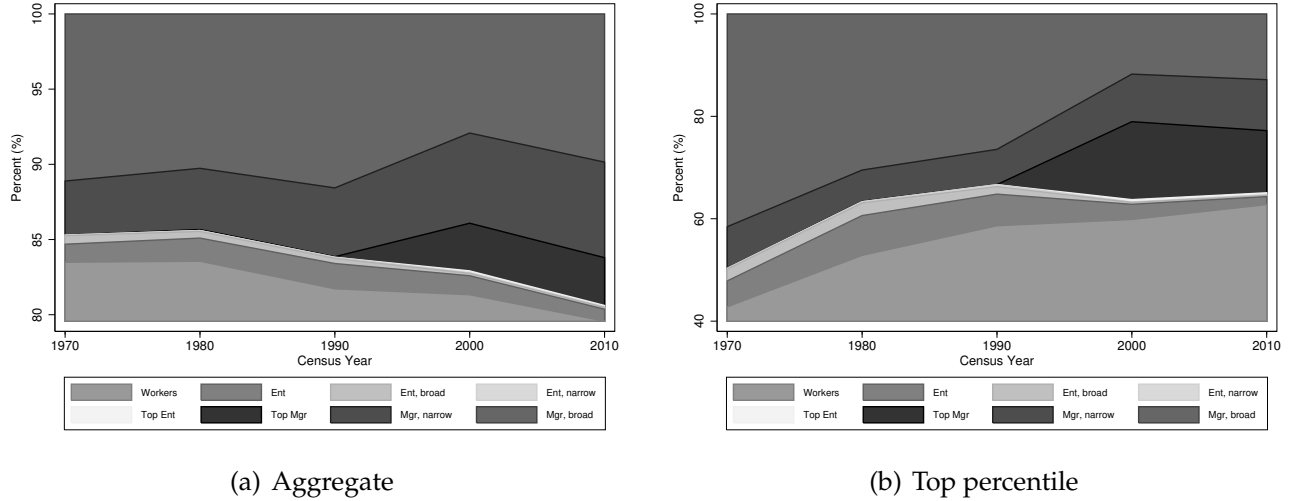 100
95
90
85
80
Percent (%)
1970 1980 1990 2000 2010
Census Year
Workers Ent Ent, broad Ent, narrow
Top Ent Top Mgr Mgr, narrow Mgr, broad
(a) Aggregate
100
80
60
40
Percent (%)
1970 1980 1990 2000 2010
Census Year
Workers Ent Ent, broad Ent, narrow
Top Ent Top Mgr Mgr, narrow Mgr, broad
(b) Top percentile